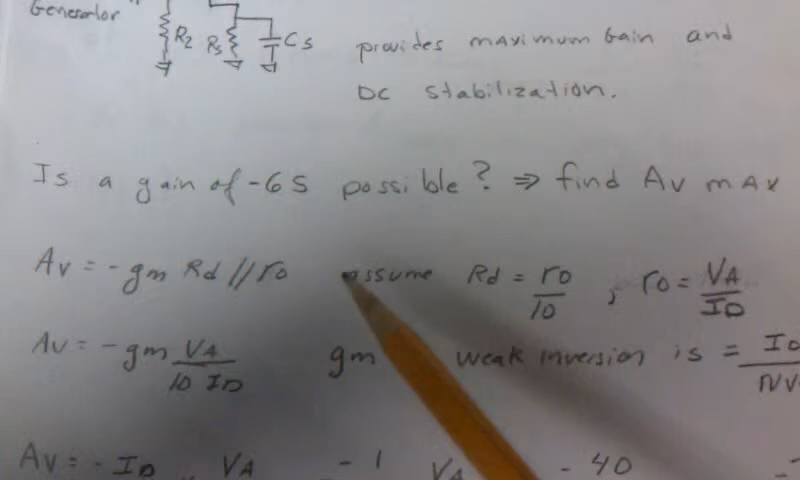 Generator
R2 Rs Cs
provides maximum Gain and
DC stabilization.
Is a gain of -65 possible? ⇒ find Av max
Av = -gm Rd//ro assume Rd = ro/10 , ro = VA/ID
Av = -gm VA/10 ID gm weak inversion is = ID/NV
Av = -ID VA -1 VA -40